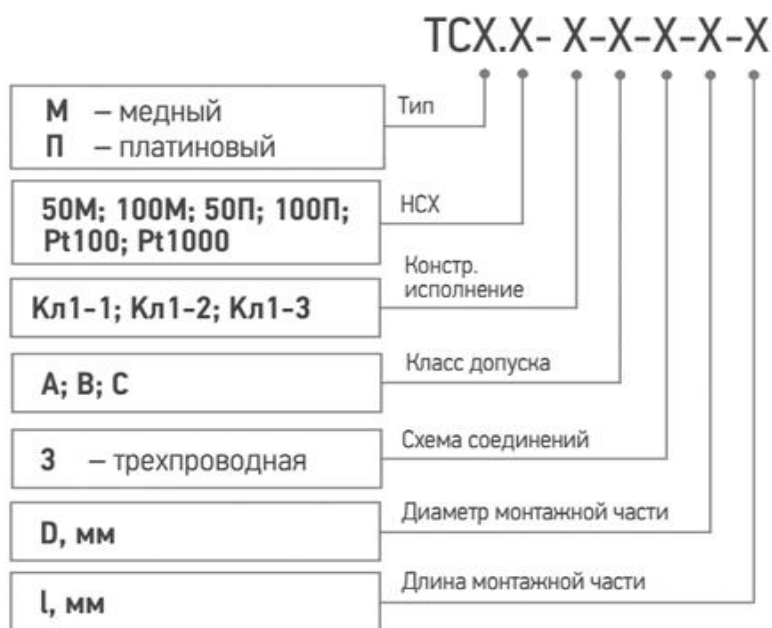 ТСХ.Х- Х-Х-Х-Х-Х
М – медный
П – платиновый
Тип
50М; 100М; 50П; 100П;
Pt100; Pt1000
НСХ
Констр.
исполнение
Кл1-1; Кл1-2; Кл1-3
Класс допуска
А; В; С
Схема соединений
3 – трехпроводная
Диаметр монтажной части
D, мм
Длина монтажной части
l, мм